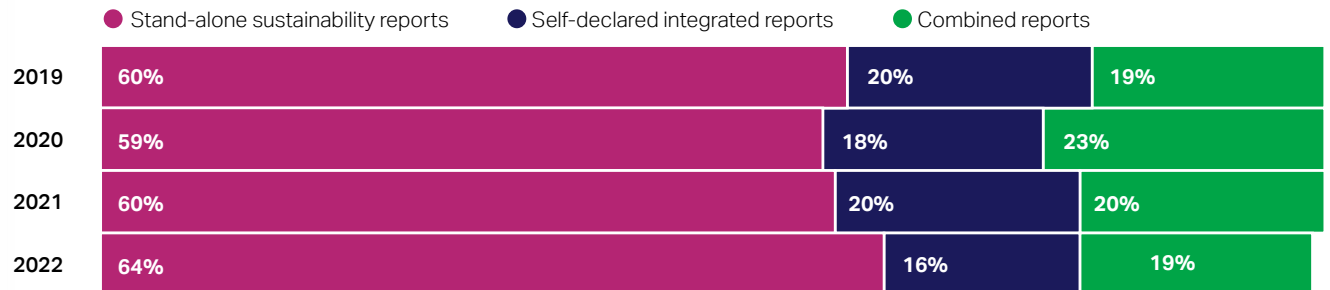 Stand-alone sustainability reports Self-declared integrated reports Combined reports
2019 60% 20% 19%
2020 59% 18% 23%
2021 60% 20% 20%
2022 64% 16% 19%